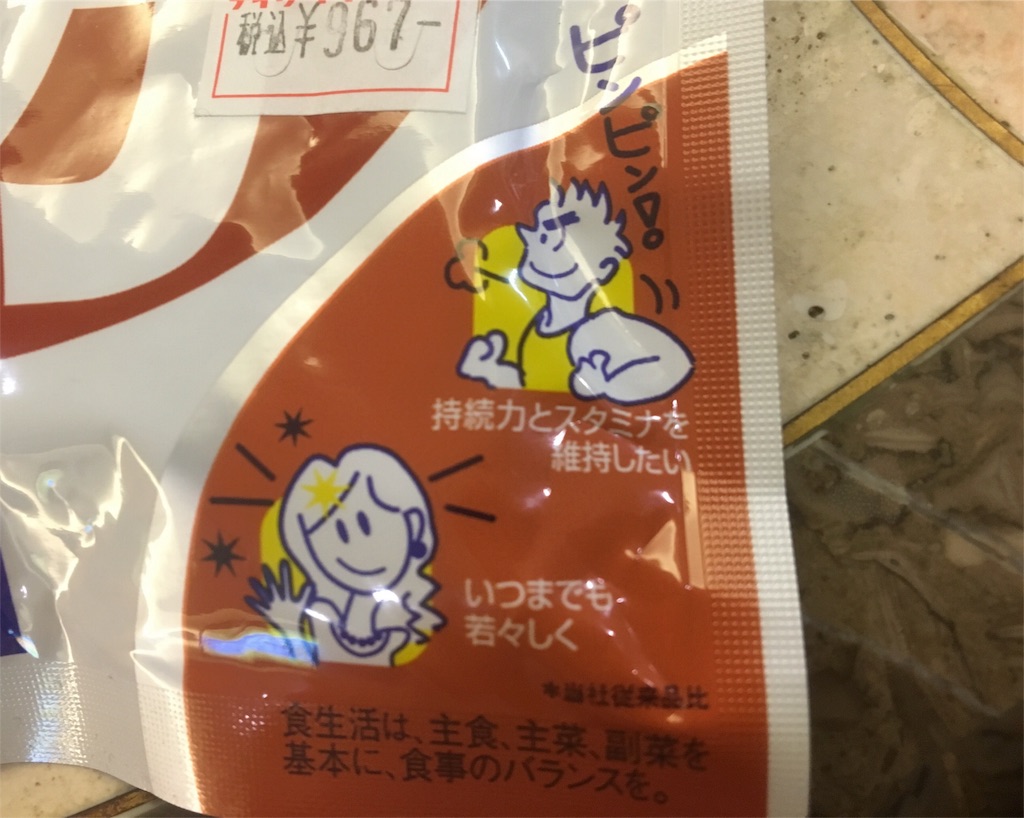 税込¥967-
ピンピン!
持続力とスタミナを
維持したい
いつまでも
若々しく
*当社従来品比
食生活は、主食、主菜、副菜を
基本に、食事のバランスを。